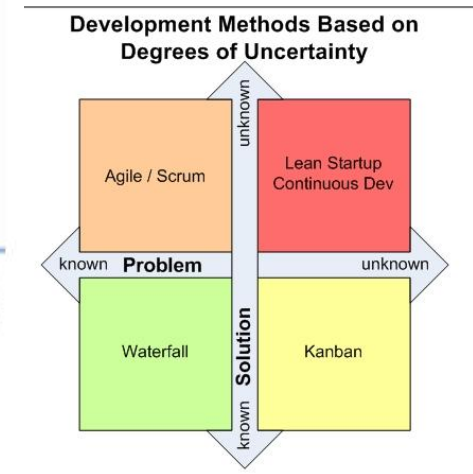 Development Methods Based on
Degrees of Uncertainty
unknown
Agile / Scrum
Lean Startup
Continuous Dev
known
Problem
unknown
Waterfall
Solution
Kanban
known